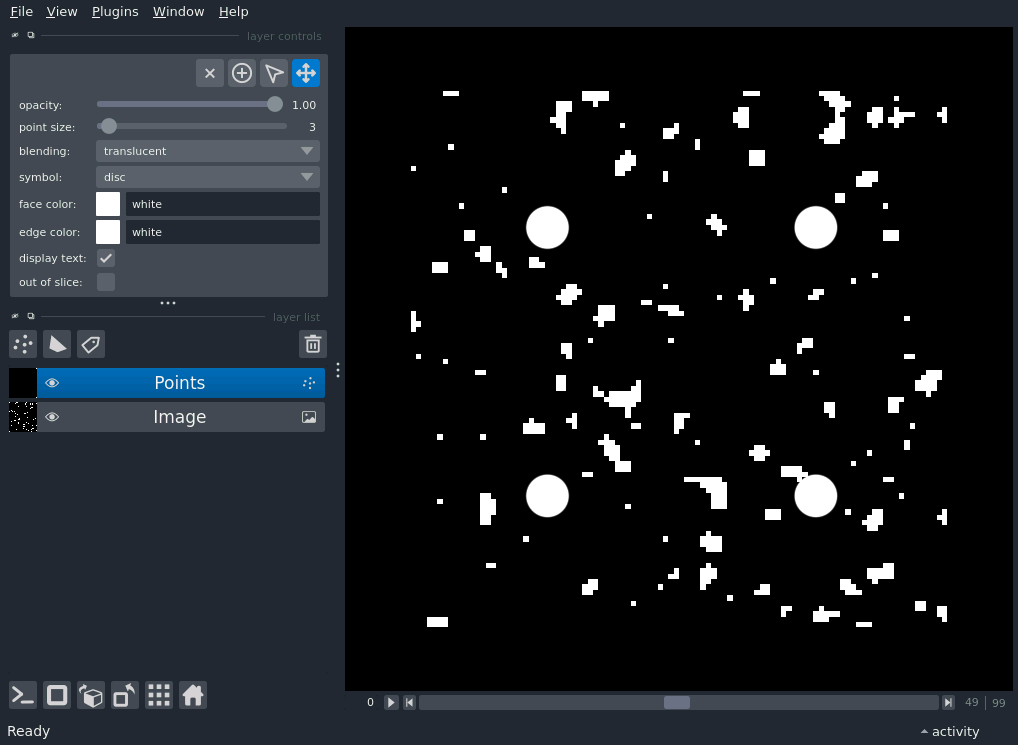 File View Plugins Window Help
layer controls
opacity: 1.00
point size: 3
blending: translucent
symbol: disc
face color: white
edge color: white
display text:
out of slice:
layer list
Points
Image
0 49 | 99
Ready activity